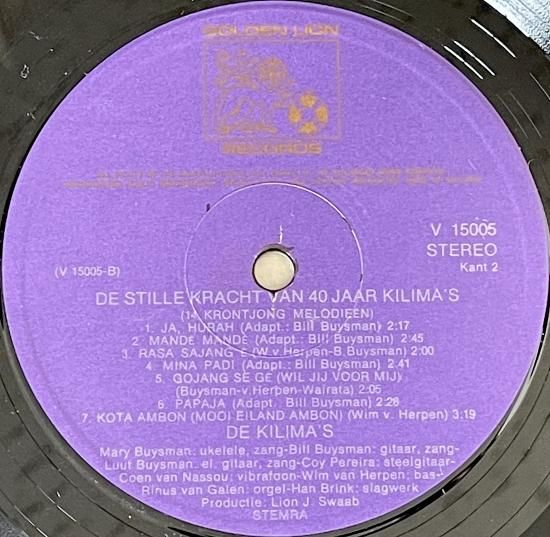 GOLDEN LION
RECORDS
V 15005
STEREO
Kant 2
(V 15005-B)
DE STILLE KRACHT VAN 40 JAAR KILIMA'S
(14 KRONTJONG MELODIEËN)
1. JA, HURAH (Adapt.: Bill Buysman) 2:17
2. MANDE MANDÉ (Adapt.: Bill Buysman) 2:45
3. RASA SAJANG É (W.v.Herpen-B.Buysman) 2:00
4. MINA PADI (Adapt.: Bill Buysman) 2:41
5. GOJANG SE GE (WIL JIJ VOOR MIJ)
(Buysman-v.Herpen-Wairata) 2:05
6. PAPAJA (Adapt.: Bill Buysman) 2:28
7. KOTA AMBON (MOOI EILAND AMBON) (Wim v. Herpen) 3:19
DE KILIMA'S
Mary Buysman: ukelele, zang-Bill Buysman: gitaar, zang-
Luut Buysman: el. gitaar, zang-Coy Pereira: steelgitaar-
Coen van Nassou: vibrafoon-Wim van Herpen: bas-
Rinus van Galen: orgel-Han Brink: slagwerk
Productie: Lion J. Swaab
STEMRA